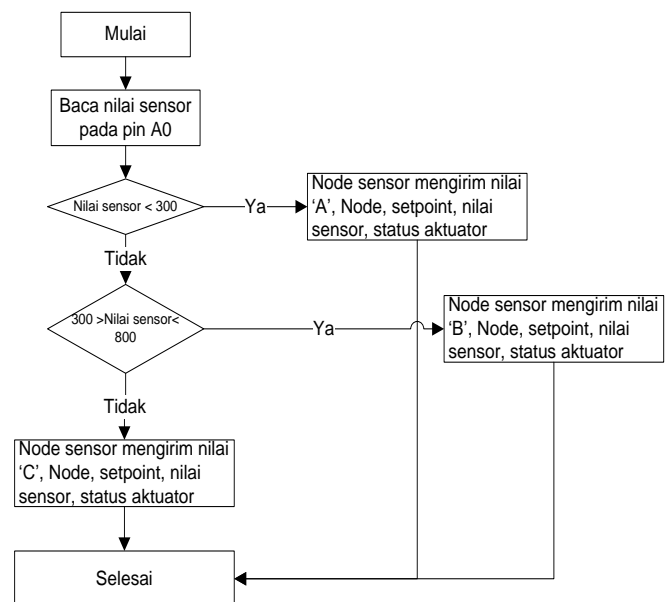 Mulai
Baca nilai sensor
pada pin A0
Nilai sensor < 300
Ya
Node sensor mengirim nilai
‘A’, Node, setpoint, nilai
sensor, status aktuator
Tidak
300 >Nilai sensor<
800
Ya
Node sensor mengirim nilai
‘B’, Node, setpoint, nilai
sensor, status aktuator
Tidak
Node sensor mengirim nilai
‘C’, Node, setpoint, nilai
sensor, status aktuator
Selesai